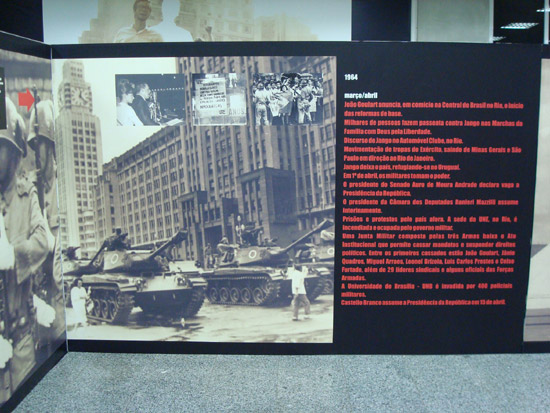 1964
março/abril
João Goulart anuncia, em comício na Central do Brasil no Rio, o início
das reformas de base.
Milhares de pessoas fazem passeata contra Jango nas Marchas da
Família com Deus pela Liberdade.
Discurso de Jango no Automóvel Clube, no Rio.
Movimentação de tropas do Exército, saindo de Minas Gerais e São
Paulo em direção ao Rio de Janeiro.
Jango deixa o país, refugiando-se no Uruguai.
Em 1º de abril, os militares tomam o poder.
O presidente do Senado Auro de Moura Andrade declara vaga a
Presidência da República.
O presidente da Câmara dos Deputados Ranieri Mazzilli assume
interinamente.
Prisões e protestos pelo país afora. A sede da UNE, no Rio, é
incendiada e ocupada pelo governo militar.
Uma Junta Militar composta pelas três Armas baixa o Ato
Institucional que permite cassar mandatos e suspender direitos
políticos. Entre os primeiros cassados estão João Goulart, Jânio
Quadros, Miguel Arraes, Leonel Brizola, Luís Carlos Prestes e Celso
Furtado, além de 29 líderes sindicais e alguns oficiais das Forças
Armadas.
A Universidade de Brasília - UNB é invadida por 400 policiais
militares.
Castello Branco assume a Presidência da República em 15 de abril.